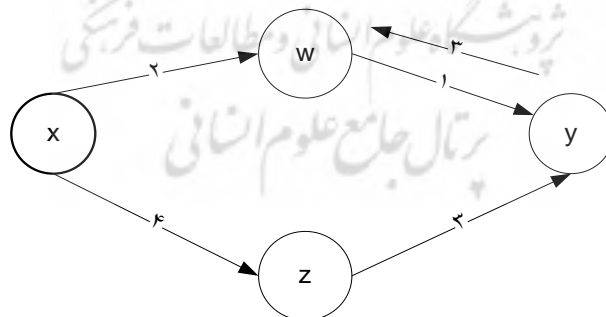 پژوهشگاه علوم انسانی و مطالعات فرهنگی
۳
w
۲
۱
پرتال جامع علوم انسانی
x
y
۴
۳
z